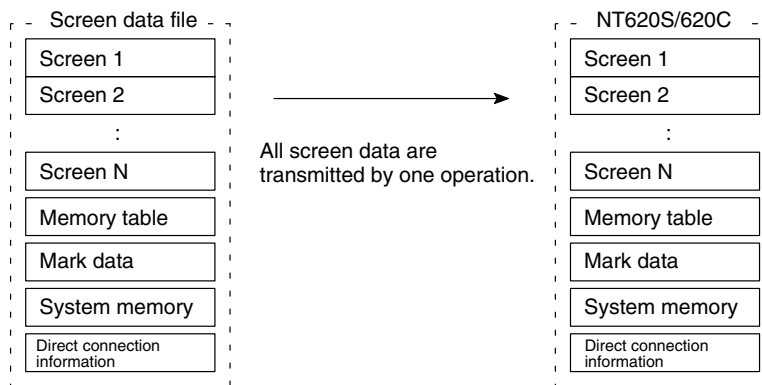 Screen data file
Screen 1
Screen 2
:
Screen N
Memory table
Mark data
System memory
Direct connection
information
All screen data are
transmitted by one operation.
NT620S/620C
Screen 1
Screen 2
:
Screen N
Memory table
Mark data
System memory
Direct connection
information